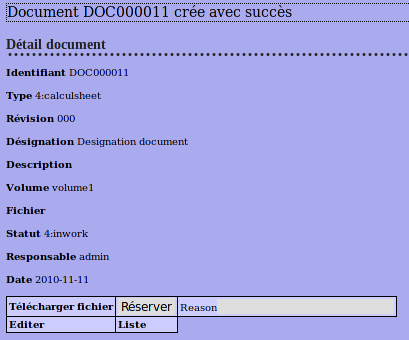 Document DOC000011 crée avec succès
Détail document
Identifiant DOC000011
Type 4:calculsheet
Révision 000
Désignation Designation document
Description
Volume volume1
Fichier
Statut 4:inwork
Responsable admin
Date 2010-11-11
Télécharger fichier Réserver Reason
Editer Liste